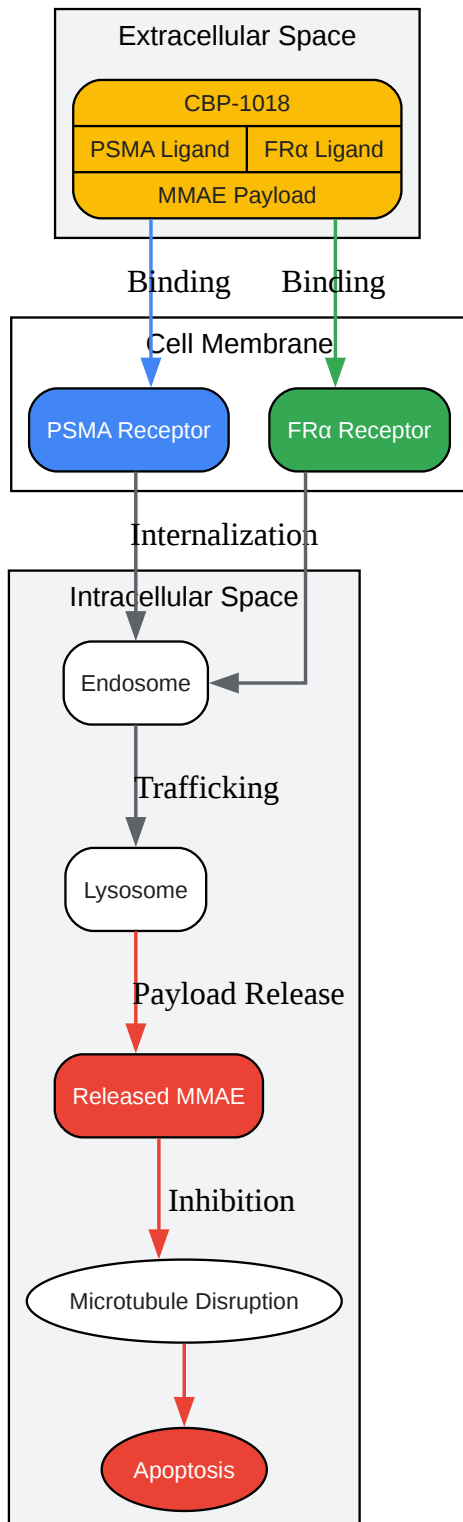 Extracellular Space
CBP-1018
PSMA Ligand
FRα Ligand
MMAE Payload
Binding
Binding
Cell Membrane
PSMA Receptor
FRα Receptor
Internalization
Intracellular Space
Endosome
Trafficking
Lysosome
Payload Release
Released MMAE
Inhibition
Microtubule Disruption
Apoptosis